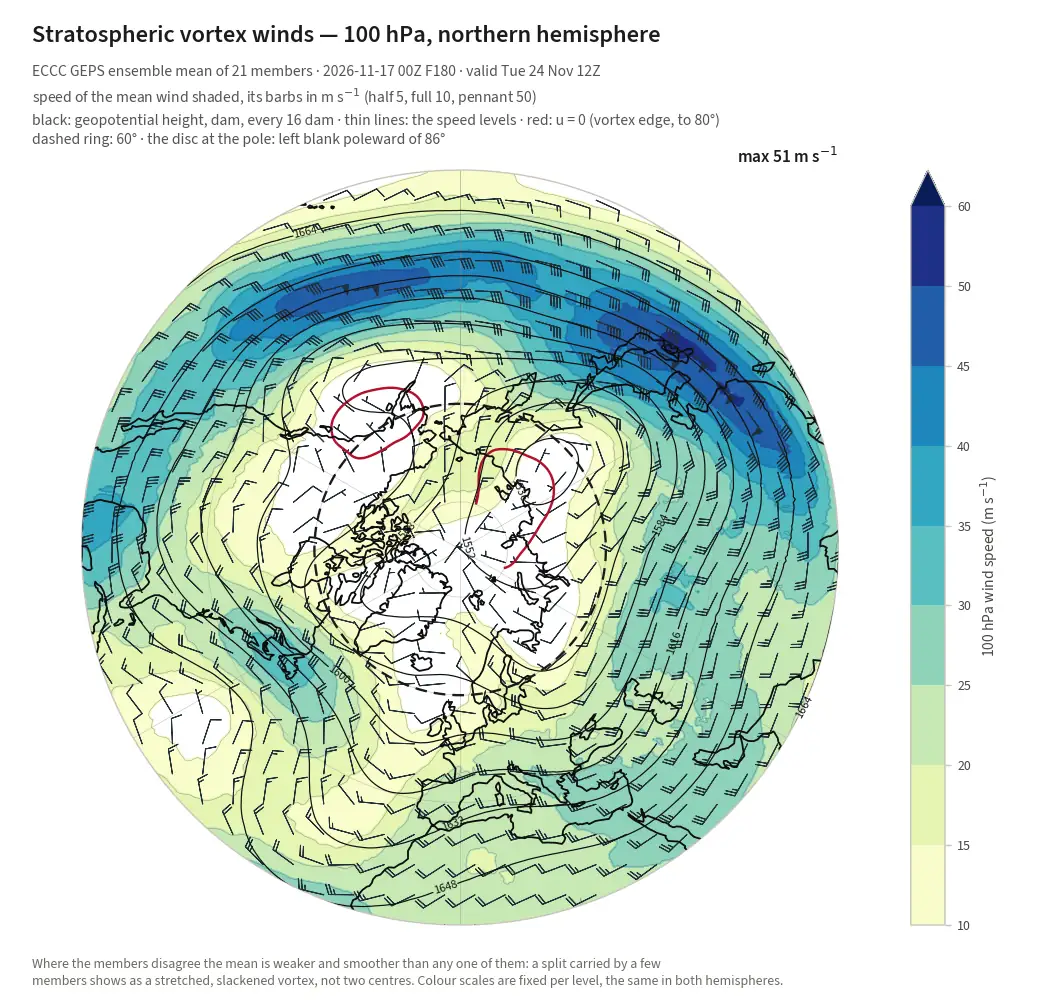 Stratospheric vortex winds — 100 hPa, northern hemisphere
ECCC GEPS ensemble mean of 21 members · 2026-11-17 00Z F180 · valid Tue 24 Nov 12Z
speed of the mean wind shaded, its barbs in m s⁻¹ (half 5, full 10, pennant 50)
black: geopotential height, dam, every 16 dam · thin lines: the speed levels · red: u = 0 (vortex edge, to 80°)
dashed ring: 60° · the disc at the pole: left blank poleward of 86°
max 51 m s⁻¹
60
50
45
40
35
30
25
20
15
10
100 hPa wind speed (m s⁻¹)
1664
1584
1552
1616
1600
1664
1632
1648
Where the members disagree the mean is weaker and smoother than any one of them: a split carried by a few
members shows as a stretched, slackened vortex, not two centres. Colour scales are fixed per level, the same in both hemispheres.